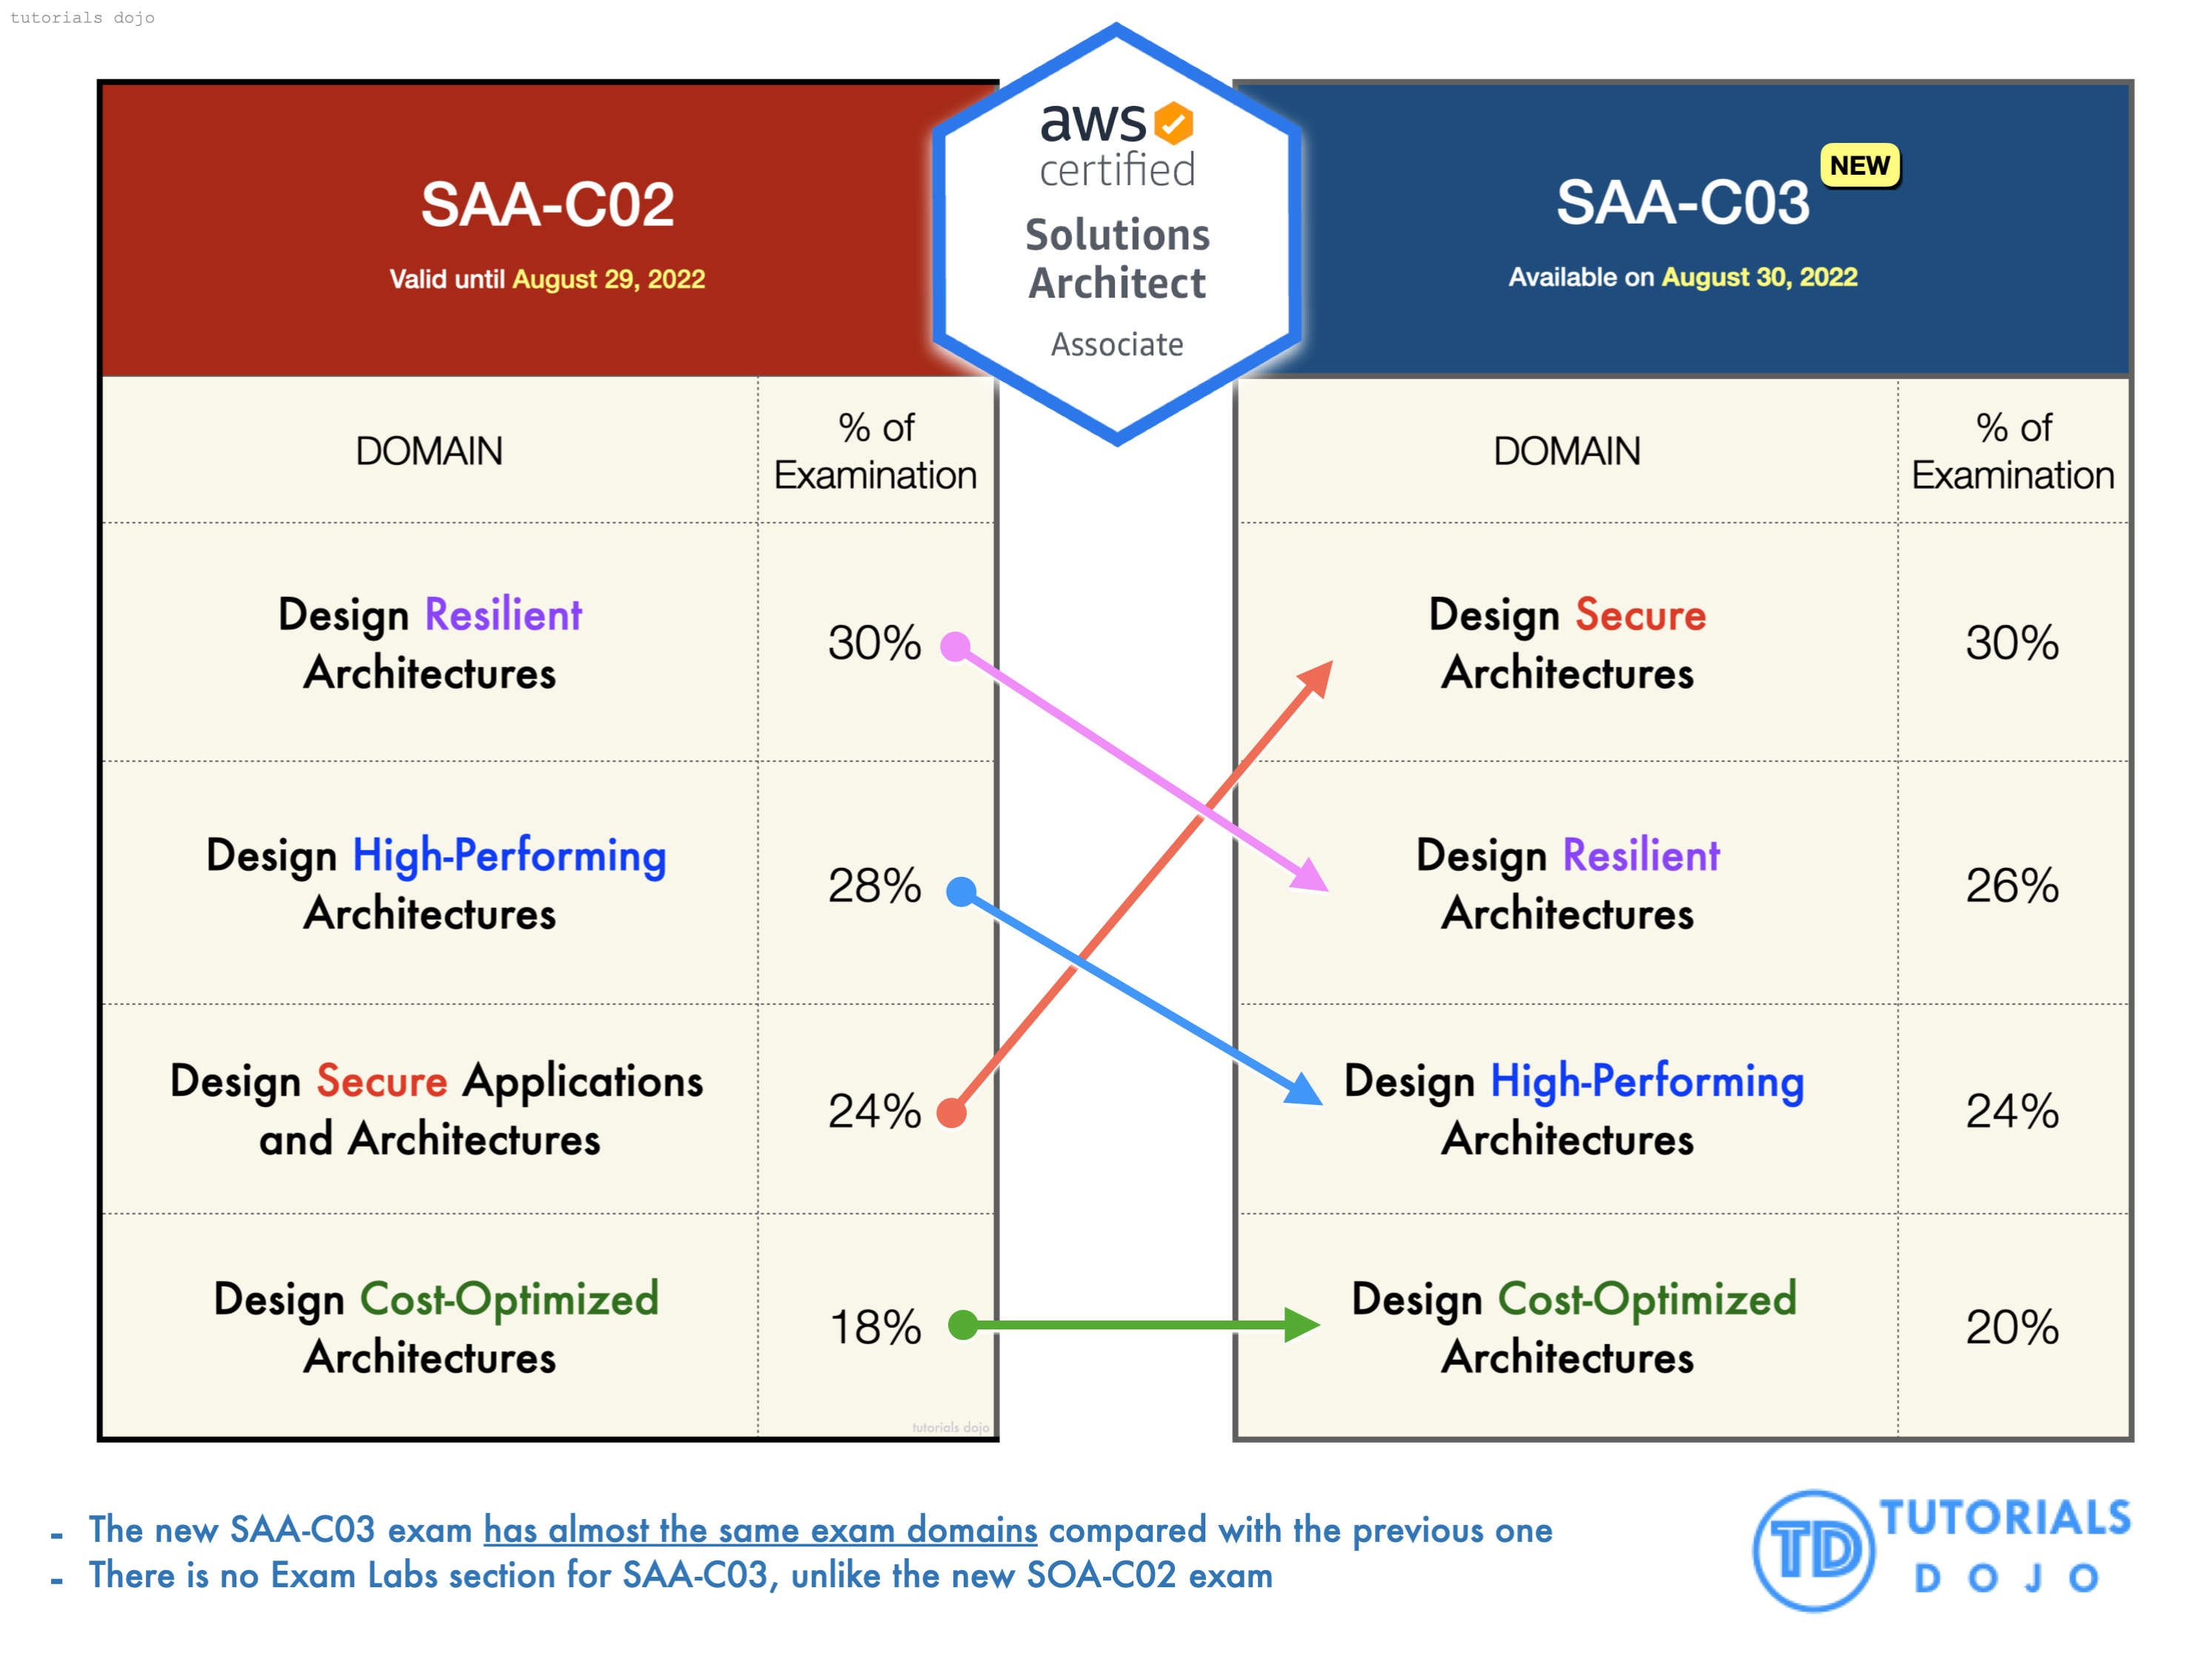 tutorials dojo
aws
certified
Solutions
Architect
Associate
SAA-C02
Valid until August 29, 2022
DOMAIN
% of
Examination
Design Resilient
Architectures
30%
Design High-Performing
Architectures
28%
Design Secure Applications
and Architectures
24%
Design Cost-Optimized
Architectures
18%
tutorials dojo
SAA-C03
NEW
Available on August 30, 2022
DOMAIN
% of
Examination
Design Secure
Architectures
30%
Design Resilient
Architectures
26%
Design High-Performing
Architectures
24%
Design Cost-Optimized
Architectures
20%
- The new SAA-C03 exam has almost the same exam domains compared with the previous one
- There is no Exam Labs section for SAA-C03, unlike the new SOA-C02 exam
TD
TUTORIALS
DOJO